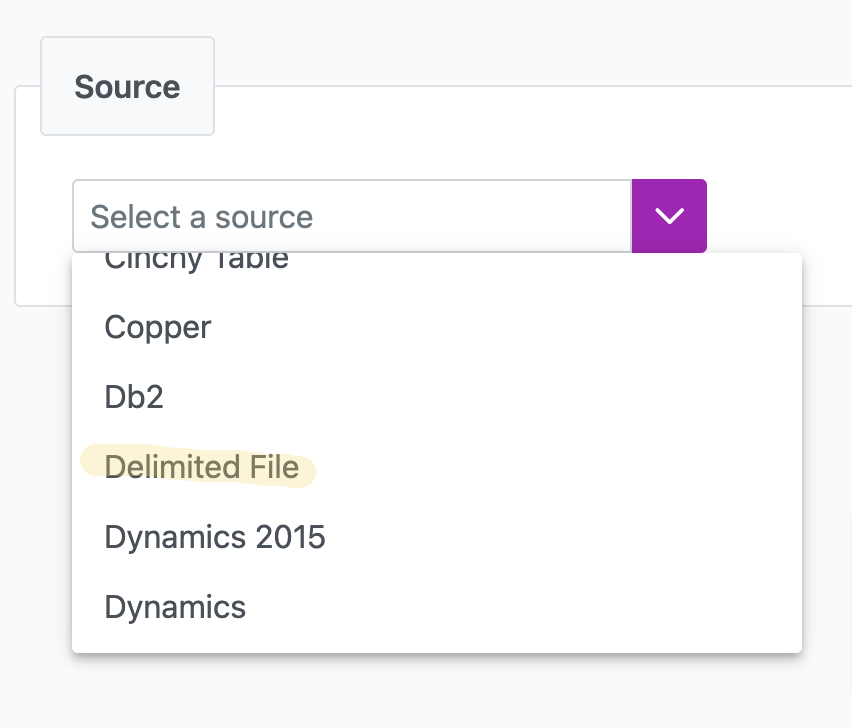 Source
Select a source
Cinchy Table
Copper
Db2
Delimited File
Dynamics 2015
Dynamics